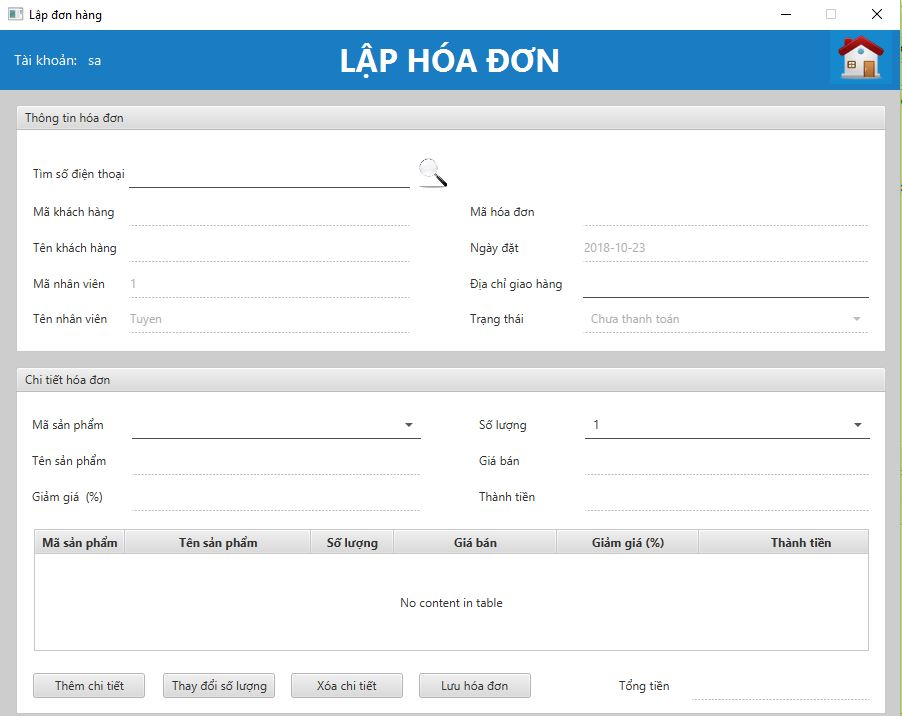 Lập đơn hàng
Tài khoản: sa
LẬP HÓA ĐƠN
Thông tin hóa đơn
Tìm số điện thoại
Mã khách hàng
Mã hóa đơn
Tên khách hàng
Ngày đặt 2018-10-23
Mã nhân viên 1
Địa chỉ giao hàng
Tên nhân viên Tuyen
Trạng thái Chưa thanh toán
Chi tiết hóa đơn
Mã sản phẩm
Số lượng 1
Tên sản phẩm
Giá bán
Giảm giá (%)
Thành tiền
Mã sản phẩm Tên sản phẩm Số lượng Giá bán Giảm giá (%) Thành tiền
No content in table
Thêm chi tiết Thay đổi số lượng Xóa chi tiết Lưu hóa đơn Tổng tiền